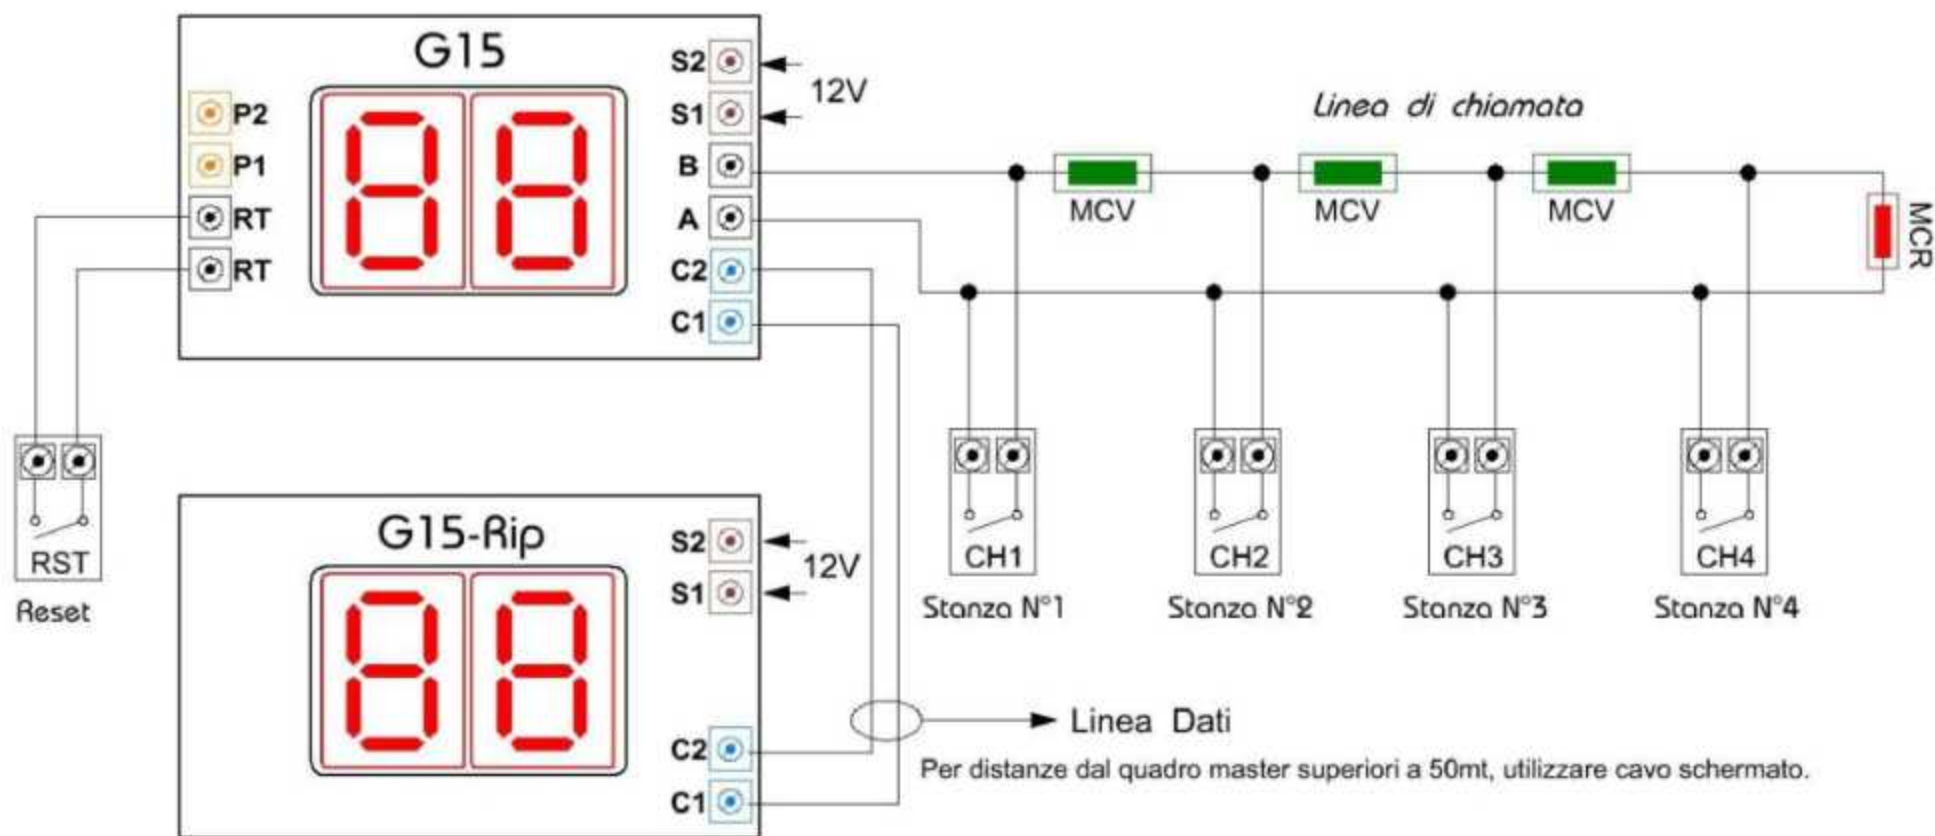 G15
P2
P1
RT
RT
S2
S1
B
A
C2
C1
12V
88
Linea di chiamata
MCV
MCV
MCV
MCR
RST
Reset
CH1
CH2
CH3
CH4
Stanza N°1
Stanza N°2
Stanza N°3
Stanza N°4
G15-Rip
88
S2
S1
12V
C2
C1
Linea Dati
Per distanze dal quadro master superiori a 50mt, utilizzare cavo schermato.